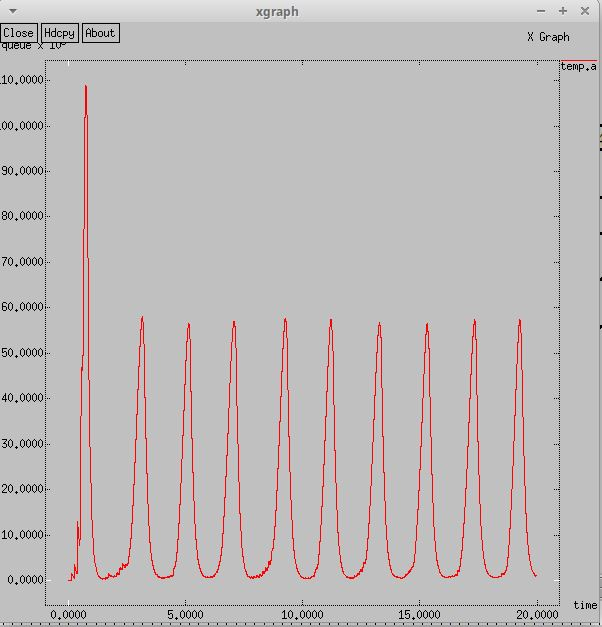 xgraph
Close Hdcpy About
queue x 10
X Graph
temp.a
10.0000
00.0000
90.0000
80.0000
70.0000
60.0000
50.0000
40.0000
30.0000
20.0000
10.0000
0.0000
time
0.0000 5.0000 10.0000 15.0000 20.0000